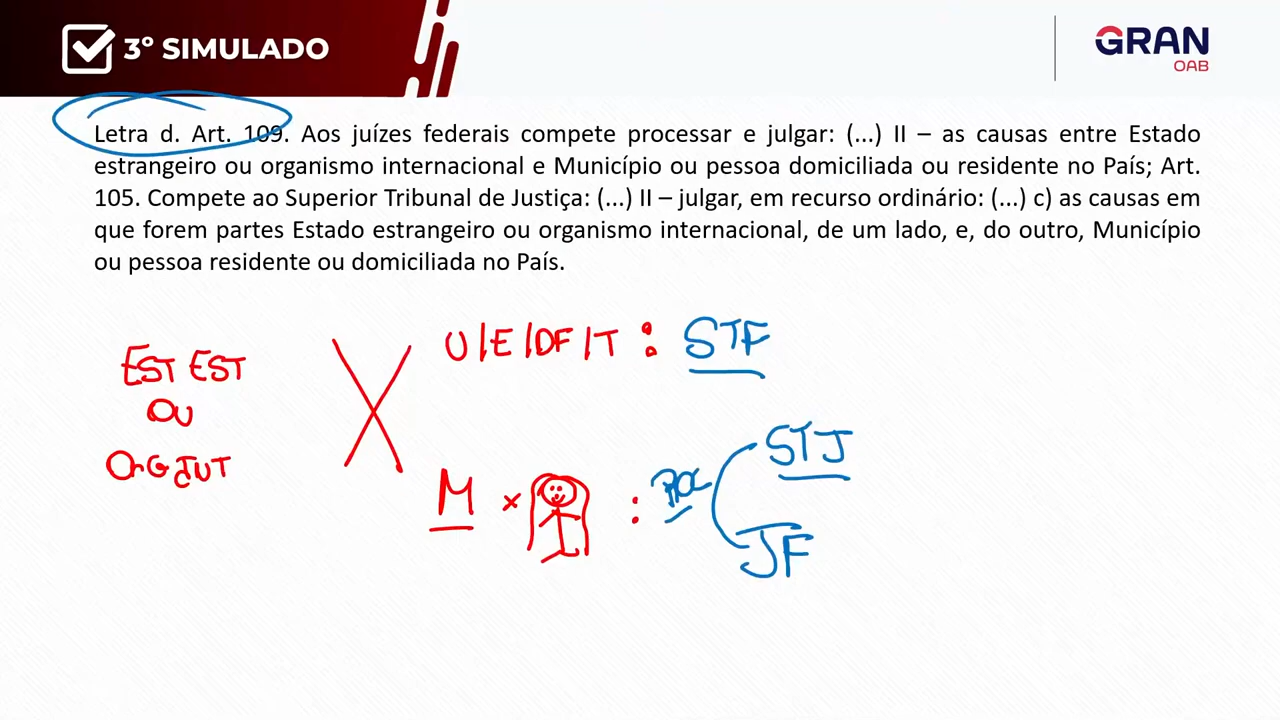 3º SIMULADO
GRAN
OAB
Letra d. Art. 109. Aos juízes federais compete processar e julgar: (...) II – as causas entre Estado
estrangeiro ou organismo internacional e Município ou pessoa domiciliada ou residente no País; Art.
105. Compete ao Superior Tribunal de Justiça: (...) II – julgar, em recurso ordinário: (...) c) as causas em
que forem partes Estado estrangeiro ou organismo internacional, de um lado, e, do outro, Município
ou pessoa residente ou domiciliada no País.
U/E/DF/T : STF
EST EST
OU
ORG INT
STJ
M x :
JF